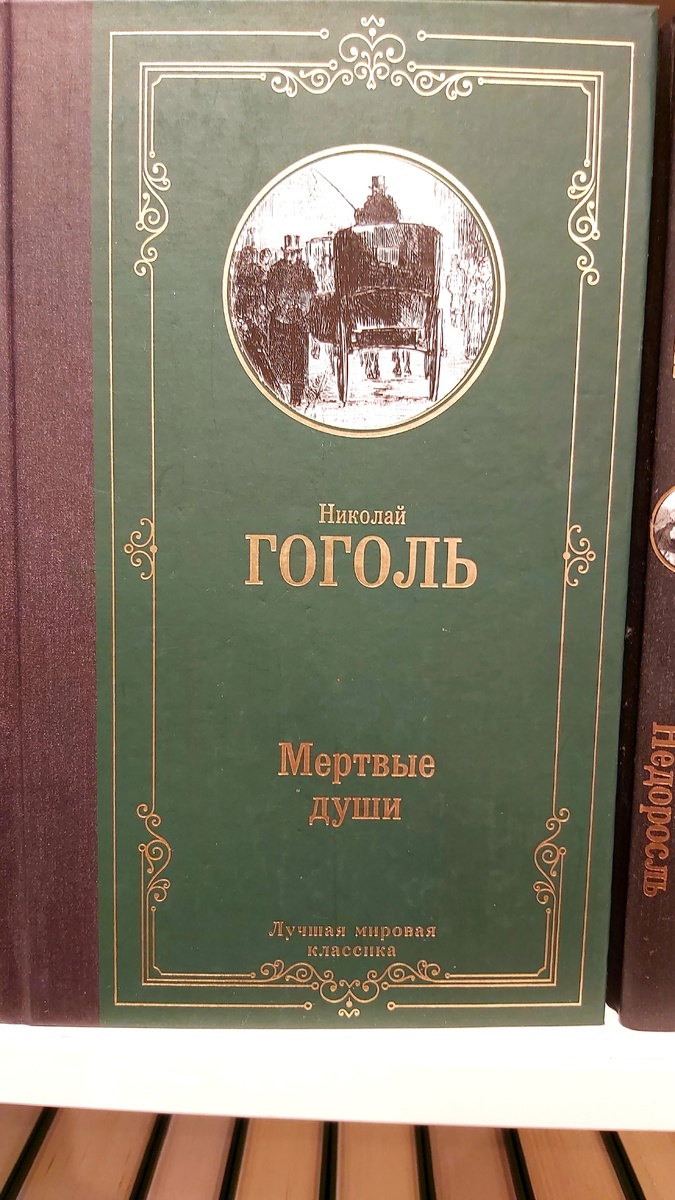 Николай
ГОГОЛЬ
Мертвые
души
Лучшая мировая
классика
Недоросль